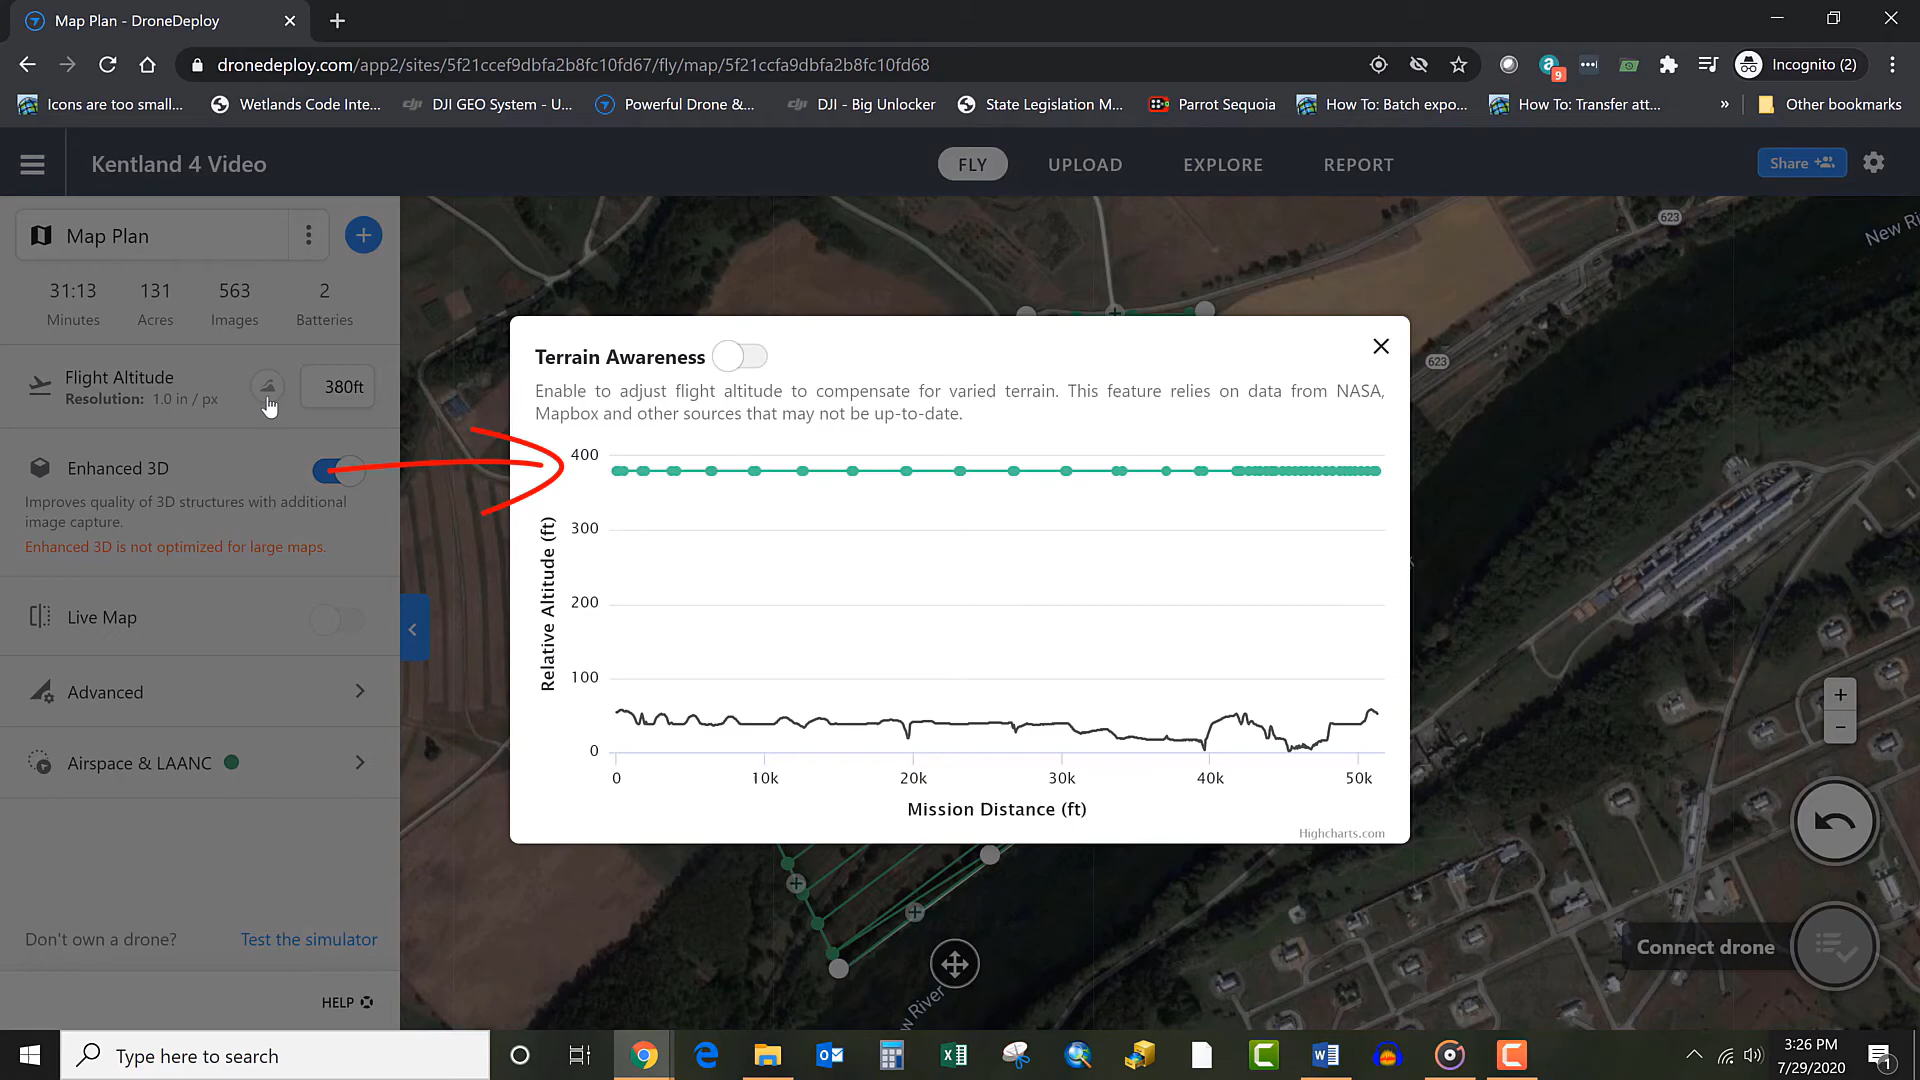 Map Plan - DroneDeploy
dronedeploy.com/app2/sites/5f21ccef9dbfa2b8fc10fd67/fly/map/5f21ccfa9dbfa2b8fc10fd68
9
Incognito (2)
Icons are too small...
Wetlands Code Inte...
DJI GEO System - U...
Powerful Drone &...
DJI - Big Unlocker
State Legislation M...
Parrot Sequoia
How To: Batch expo...
How To: Transfer att...
»
Other bookmarks
Kentland 4 Video
FLY
UPLOAD
EXPLORE
REPORT
Share
Map Plan
31:13
131
563
2
Minutes
Acres
Images
Batteries
Flight Altitude
Resolution: 1.0 in / px
380ft
Enhanced 3D
Improves quality of 3D structures with additional
image capture.
Enhanced 3D is not optimized for large maps.
Live Map
Advanced
Airspace & LAANC
Don't own a drone?
Test the simulator
HELP
Terrain Awareness
Enable to adjust flight altitude to compensate for varied terrain. This feature relies on data from NASA,
Mapbox and other sources that may not be up-to-date.
400
300
200
100
0
Relative Altitude (ft)
0
10k
20k
30k
40k
50k
Mission Distance (ft)
Highcharts.com
623
New Ri
623
w River
+
−
Connect drone
Type here to search
3:26 PM
7/29/2020
1